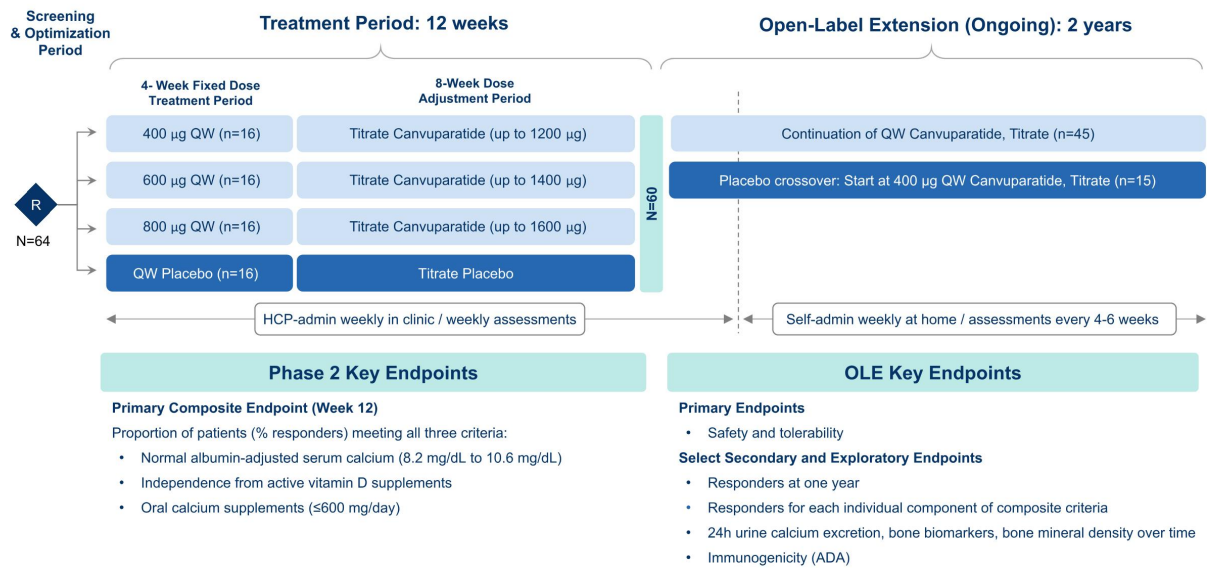 Screening
& Optimization
Period
Treatment Period: 12 weeks
Open-Label Extension (Ongoing): 2 years
4- Week Fixed Dose
Treatment Period
8-Week Dose
Adjustment Period
R
N=64
400 µg QW (n=16)
Titrate Canvuparatide (up to 1200 µg)
600 µg QW (n=16)
Titrate Canvuparatide (up to 1400 µg)
800 µg QW (n=16)
Titrate Canvuparatide (up to 1600 µg)
QW Placebo (n=16)
Titrate Placebo
N=60
Continuation of QW Canvuparatide, Titrate (n=45)
Placebo crossover: Start at 400 µg QW Canvuparatide, Titrate (n=15)
HCP-admin weekly in clinic / weekly assessments
Self-admin weekly at home / assessments every 4-6 weeks
Phase 2 Key Endpoints
Primary Composite Endpoint (Week 12)
Proportion of patients (% responders) meeting all three criteria:
• Normal albumin-adjusted serum calcium (8.2 mg/dL to 10.6 mg/dL)
• Independence from active vitamin D supplements
• Oral calcium supplements (≤600 mg/day)
OLE Key Endpoints
Primary Endpoints
• Safety and tolerability
Select Secondary and Exploratory Endpoints
• Responders at one year
• Responders for each individual component of composite criteria
• 24h urine calcium excretion, bone biomarkers, bone mineral density over time
• Immunogenicity (ADA)